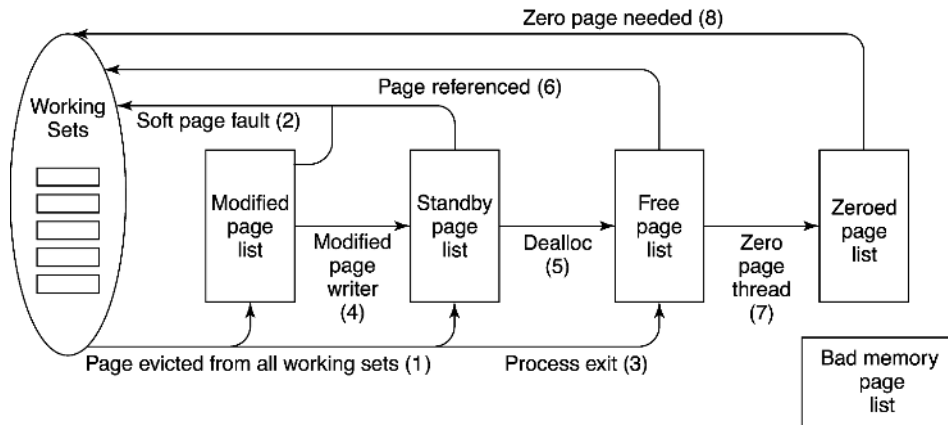 Zero page needed (8)
Page referenced (6)
Working
Sets
Soft page fault (2)
Modified
page
list
Modified
page
writer
(4)
Standby
page
list
Dealloc
(5)
Free
page
list
Zero
page
thread
(7)
Zeroed
page
list
Page evicted from all working sets (1)
Process exit (3)
Bad memory
page
list